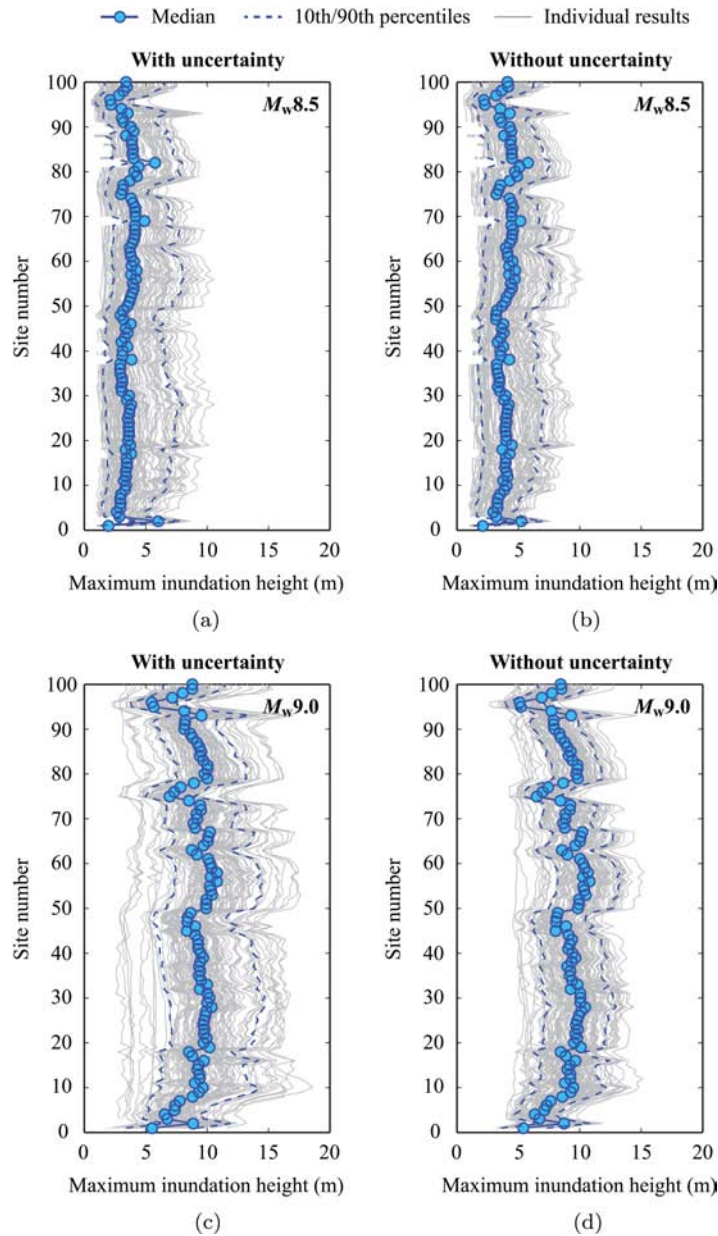 Median 10th/90th percentiles Individual results
With uncertainty Without uncertainty
100 100
Mw8.5 Mw8.5
90 90
80 80
70 70
60 60
Site number Site number
50 50
40 40
30 30
20 20
10 10
0 0
0 5 10 15 20 0 5 10 15 20
Maximum inundation height (m) Maximum inundation height (m)
(a) (b)
With uncertainty Without uncertainty
100 100
Mw9.0 Mw9.0
90 90
80 80
70 70
60 60
Site number Site number
50 50
40 40
30 30
20 20
10 10
0 0
0 5 10 15 20 0 5 10 15 20
Maximum inundation height (m) Maximum inundation height (m)
(c) (d)